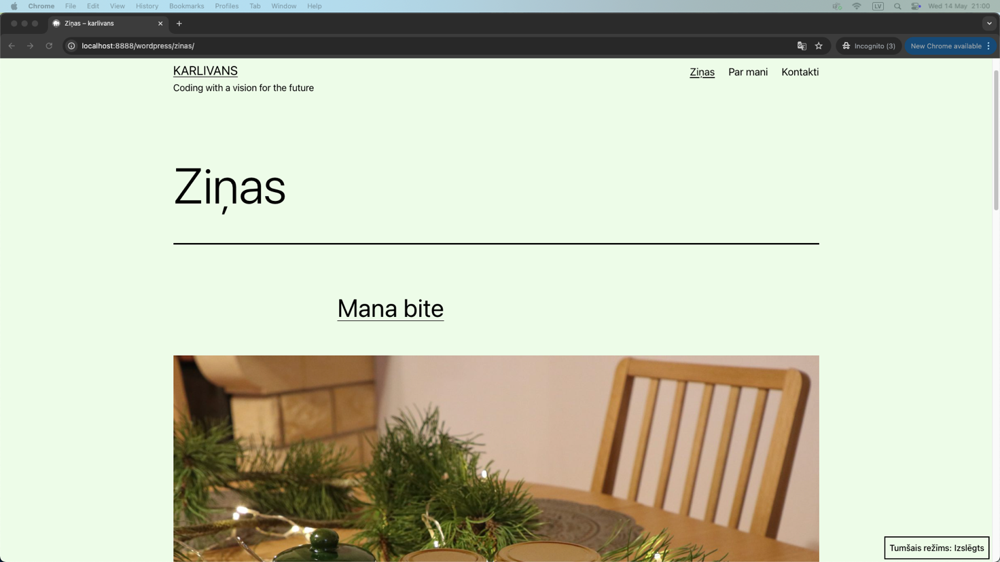 Chrome File Edit View History Bookmarks Profiles Tab Window Help LV Wed 14 May 21:00
Ziņas – karlivans
localhost:8888/wordpress/zinas/ Incognito (3) New Chrome available
KARLIVANS Ziņas Par mani Kontakti
Coding with a vision for the future
Ziņas
Mana bite
Tumšais režīms: Izslēgts